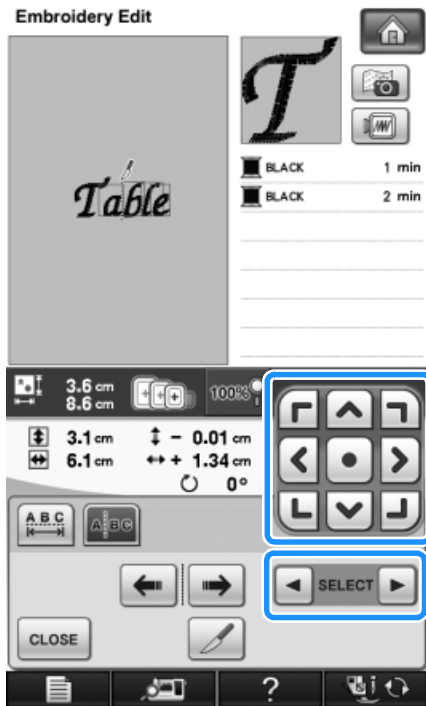 Embroidery Edit
T
BLACK 1 min
BLACK 2 min
Table
3.6 cm
8.6 cm
100%
3.1 cm - 0.01 cm
6.1 cm + 1.34 cm
0°
A B C A BC
SELECT
CLOSE
?